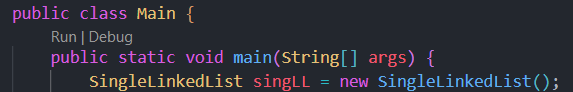 public class Main {
Run | Debug
public static void main(String[] args) {
SingleLinkedList singLL = new SingleLinkedList();